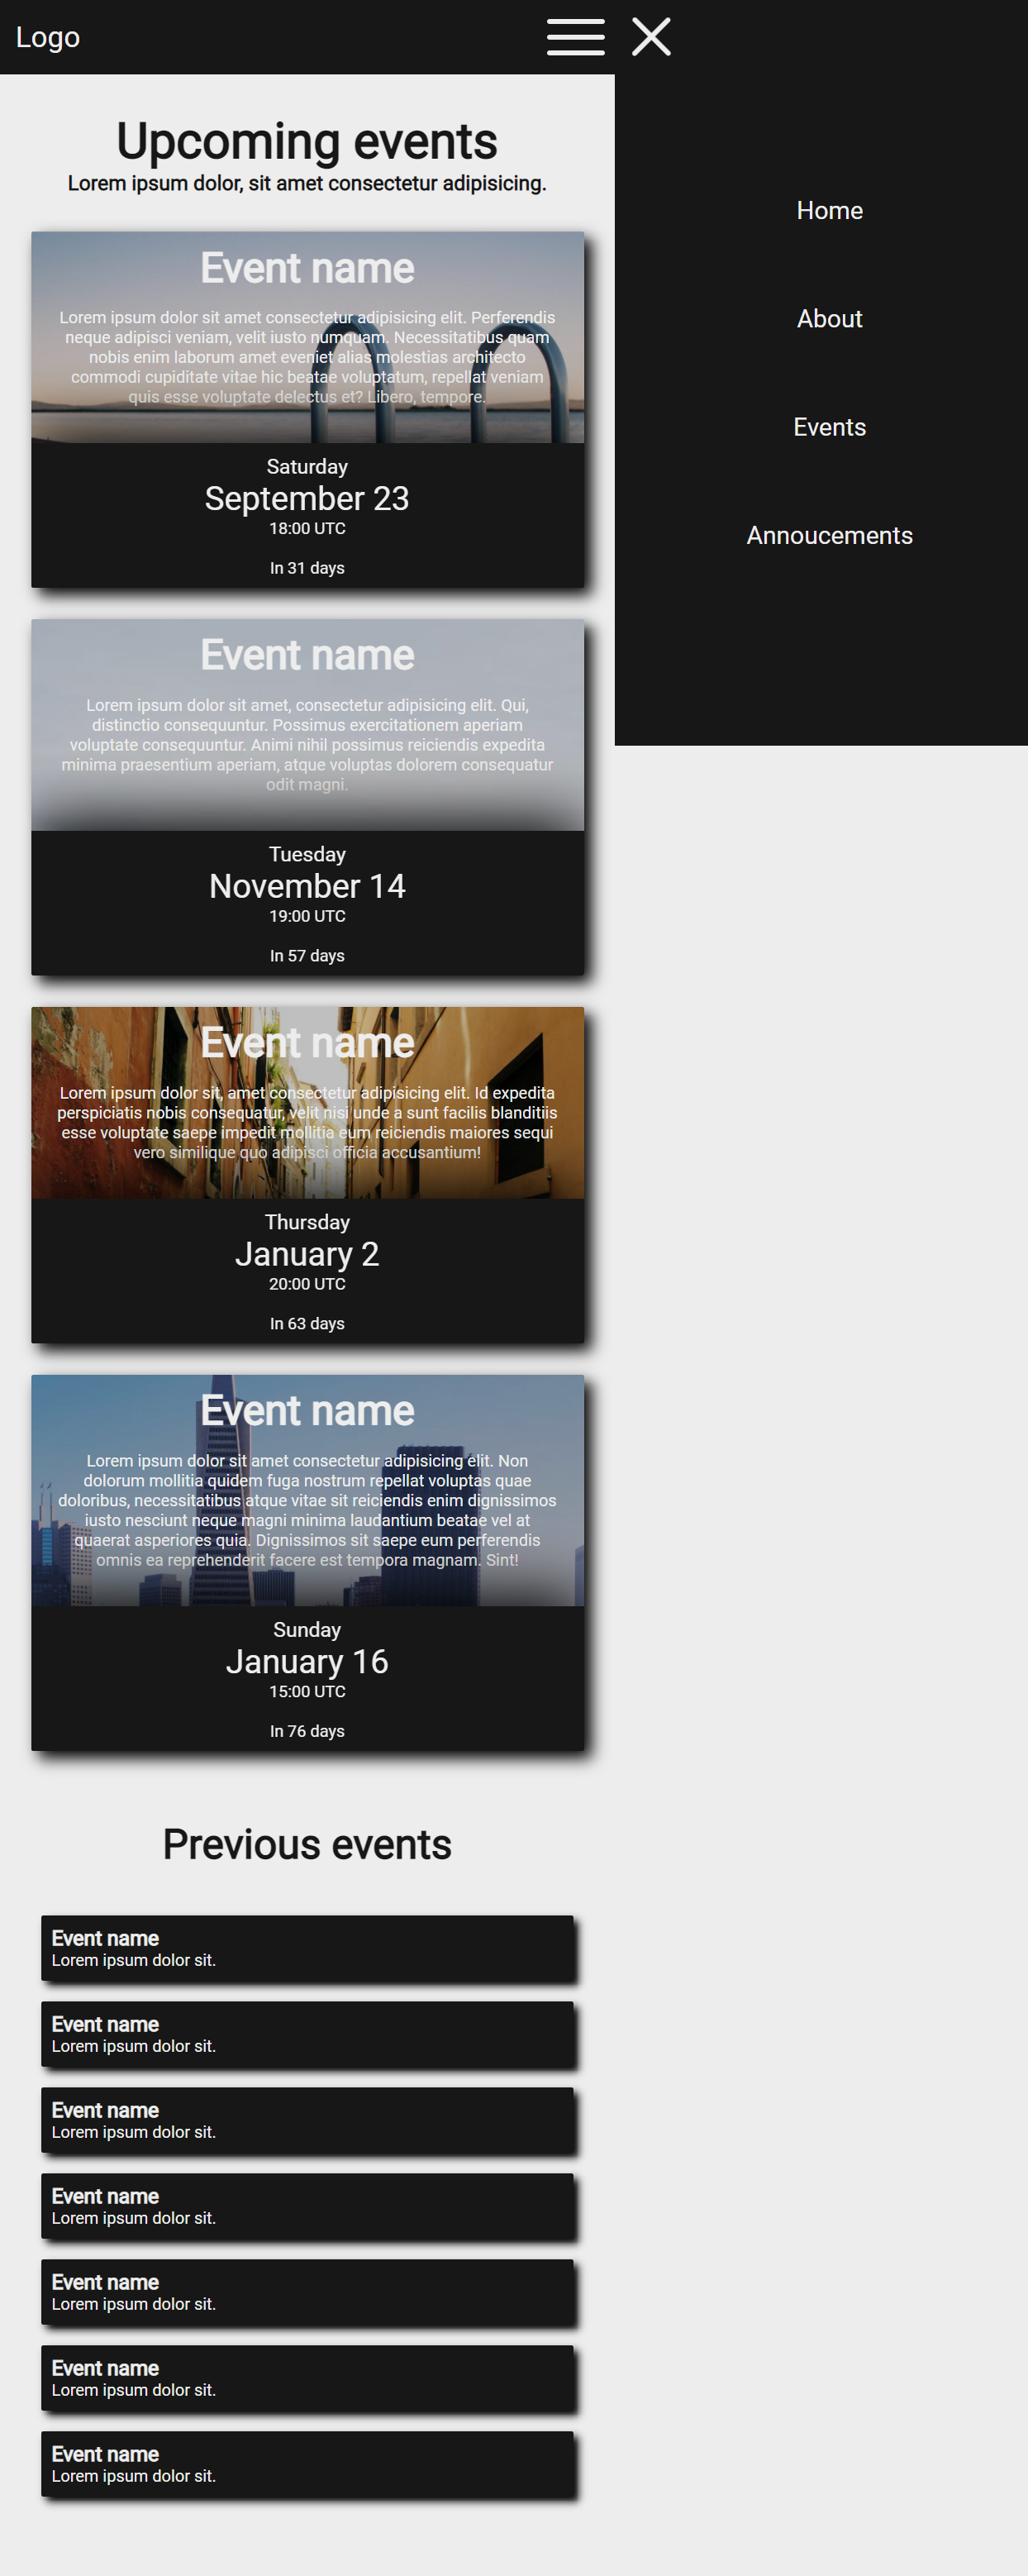 Logo
Upcoming events
Lorem ipsum dolor, sit amet consectetur adipisicing.
Event name
Lorem ipsum dolor sit amet consectetur adipisicing elit. Perferendis
neque adipisci veniam, velit iusto numquam. Necessitatibus quam
nobis enim laborum amet eveniet alias molestias architecto
commodi cupiditate vitae hic beatae voluptatum, repellat veniam
quis esse voluptate delectus et? Libero, tempore.
Saturday
September 23
18:00 UTC
In 31 days
Event name
Lorem ipsum dolor sit amet, consectetur adipisicing elit. Qui,
distinctio consequuntur. Possimus exercitationem aperiam
voluptate consequuntur. Animi nihil possimus reiciendis expedita
minima praesentium aperiam, atque voluptas dolorem consequatur
odit magni.
Tuesday
November 14
19:00 UTC
In 57 days
Event name
Lorem ipsum dolor sit, amet consectetur adipisicing elit. Id expedita
perspiciatis nobis consequatur, velit nisi unde a sunt facilis blanditiis
esse voluptate saepe impedit mollitia eum reiciendis maiores sequi
vero similique quo adipisci officia accusantium!
Thursday
January 2
20:00 UTC
In 63 days
Event name
Lorem ipsum dolor sit amet consectetur adipisicing elit. Non
dolorum mollitia quidem fuga nostrum repellat voluptas quae
doloribus, necessitatibus atque vitae sit reiciendis enim dignissimos
iusto nesciunt neque magni minima laudantium beatae vel at
quaerat asperiores quia. Dignissimos sit saepe eum perferendis
omnis ea reprehenderit facere est tempora magnam. Sint!
Sunday
January 16
15:00 UTC
In 76 days
Previous events
Event name
Lorem ipsum dolor sit.
Event name
Lorem ipsum dolor sit.
Event name
Lorem ipsum dolor sit.
Event name
Lorem ipsum dolor sit.
Event name
Lorem ipsum dolor sit.
Event name
Lorem ipsum dolor sit.
Event name
Lorem ipsum dolor sit.
Home
About
Events
Annoucements